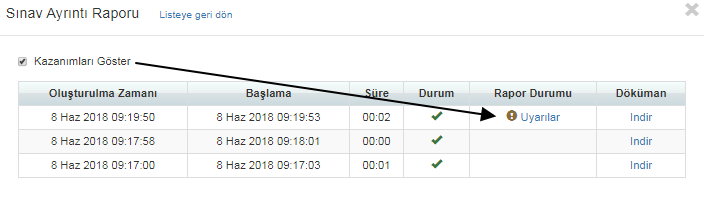 Sınav Ayrıntı Raporu Listeye geri dön
Kazanımları Göster
Oluşturulma Zamanı Başlama Süre Durum Rapor Durumu Döküman
8 Haz 2018 09:19:50 8 Haz 2018 09:19:53 00:02 Uyarılar Indir
8 Haz 2018 09:17:58 8 Haz 2018 09:18:01 00:00 Indir
8 Haz 2018 09:17:00 8 Haz 2018 09:17:03 00:01 Indir